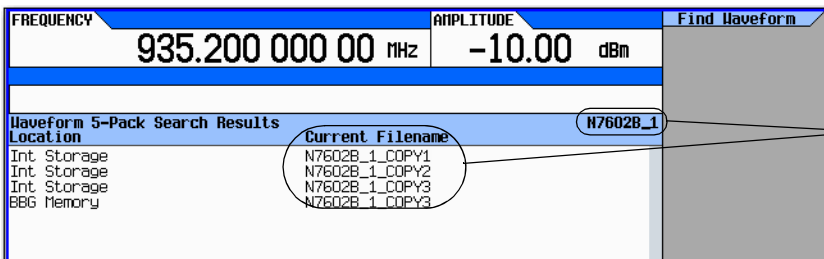 FREQUENCY AMPLITUDE Find Waveform
935.200 000 00 MHz -10.00 dBm
Waveform 5-Pack Search Results N7602B_1
Location Current Filename
Int Storage N7602B_1_COPY1
Int Storage N7602B_1_COPY2
Int Storage N7602B_1_COPY3
BBG Memory N7602B_1_COPY3